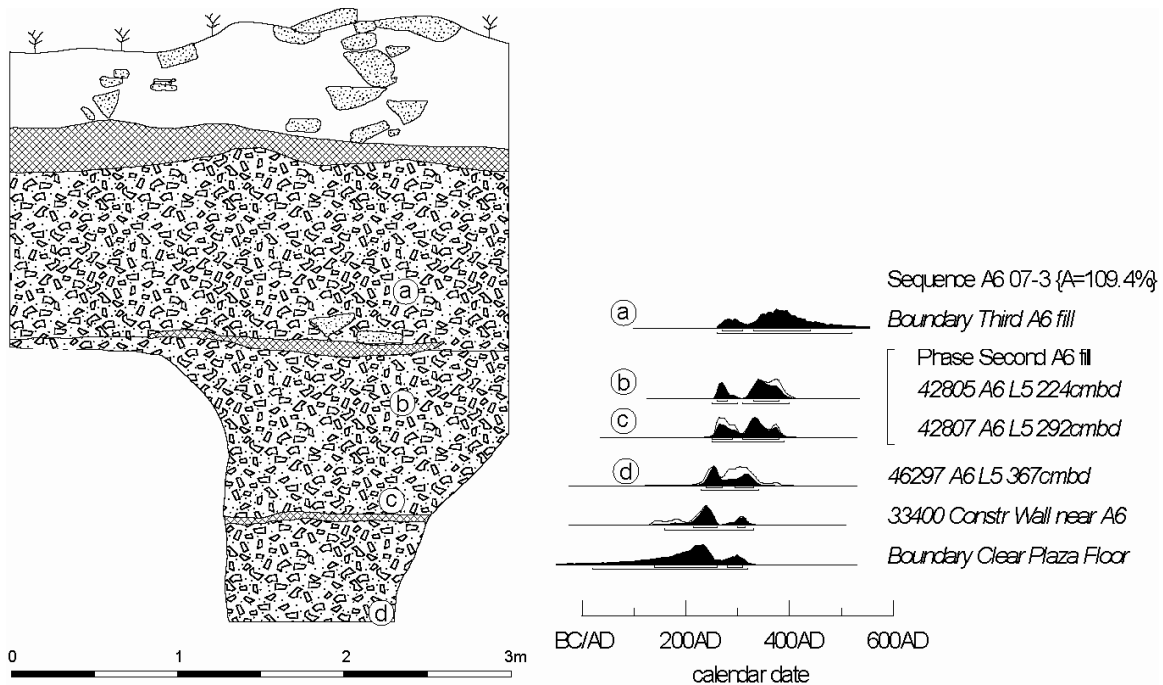 a
b
c
d
0 1 2 3m
Sequence A6 07-3 {A=109.4%}
a Boundary Third A6 fill
Phase Second A6 fill
b 42805 A6 L5 224cmbd
c 42807 A6 L5 292cmbd
d 46297 A6 L5 367cmbd
33400 Constr Wall near A6
Boundary Clear Plaza Floor
BC/AD 200AD 400AD 600AD
calendar date